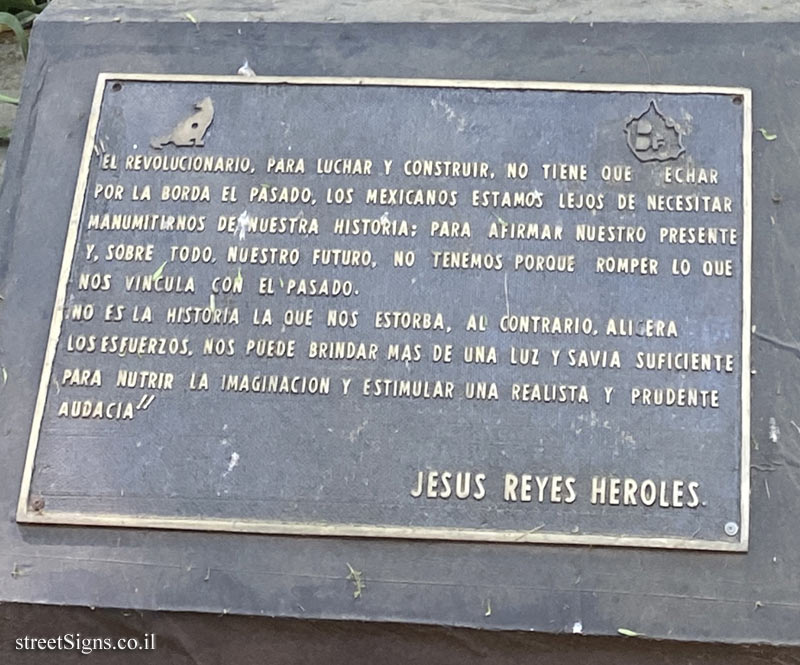 "EL REVOLUCIONARIO, PARA LUCHAR Y CONSTRUIR, NO TIENE QUE ECHAR
POR LA BORDA EL PASADO, LOS MEXICANOS ESTAMOS LEJOS DE NECESITAR
MANUMITIRNOS DE NUESTRA HISTORIA; PARA AFIRMAR NUESTRO PRESENTE
Y, SOBRE TODO, NUESTRO FUTURO, NO TENEMOS PORQUE ROMPER LO QUE
NOS VINCULA CON EL PASADO.
NO ES LA HISTORIA LA QUE NOS ESTORBA, AL CONTRARIO, ALIGERA
LOS ESFUERZOS, NOS PUEDE BRINDAR MAS DE UNA LUZ Y SAVIA SUFICIENTE
PARA NUTRIR LA IMAGINACION Y ESTIMULAR UNA REALISTA Y PRUDENTE
AUDACIA"
JESUS REYES HEROLES.
streetSigns.co.il